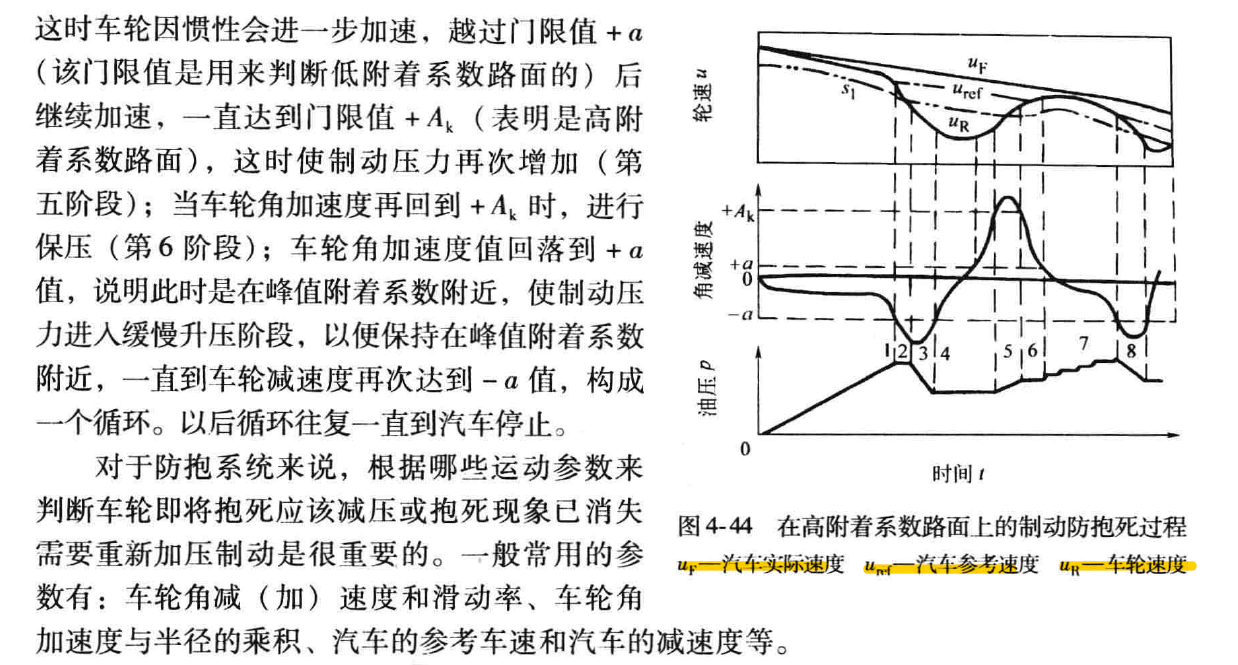 这时车轮因惯性会进一步加速，越过门限值 + a
（该门限值是用来判断低附着系数路面的）后
继续加速，一直达到门限值 + Ak（表明是高附
着系数路面），这时使制动压力再次增加（第
五阶段）；当车轮角加速度再回到 + Ak 时，进行
保压（第 6 阶段）；车轮角加速度值回落到 + a
值，说明此时是在峰值附着系数附近，使制动压
力进入缓慢升压阶段，以便保持在峰值附着系数
附近，一直到车轮减速度再次达到 - a 值，构成
一个循环。以后循环往复一直到汽车停止。
对于防抱系统来说，根据哪些运动参数来
判断车轮即将抱死应该减压或抱死现象已消失
需要重新加压制动是很重要的。一般常用的参
数有：车轮角减（加）速度和滑动率、车轮角
加速度与半径的乘积、汽车的参考车速和汽车的减速度等。
轮速 u
uF
uref
s1
uR
角减速度
+Ak
+a
0
-a
油压 p
1 2 3 4 5 6 7 8
0
时间 t
图 4-44 在高附着系数路面上的制动防抱死过程
uF—汽车实际速度 uref—汽车参考速度 uR—车轮速度